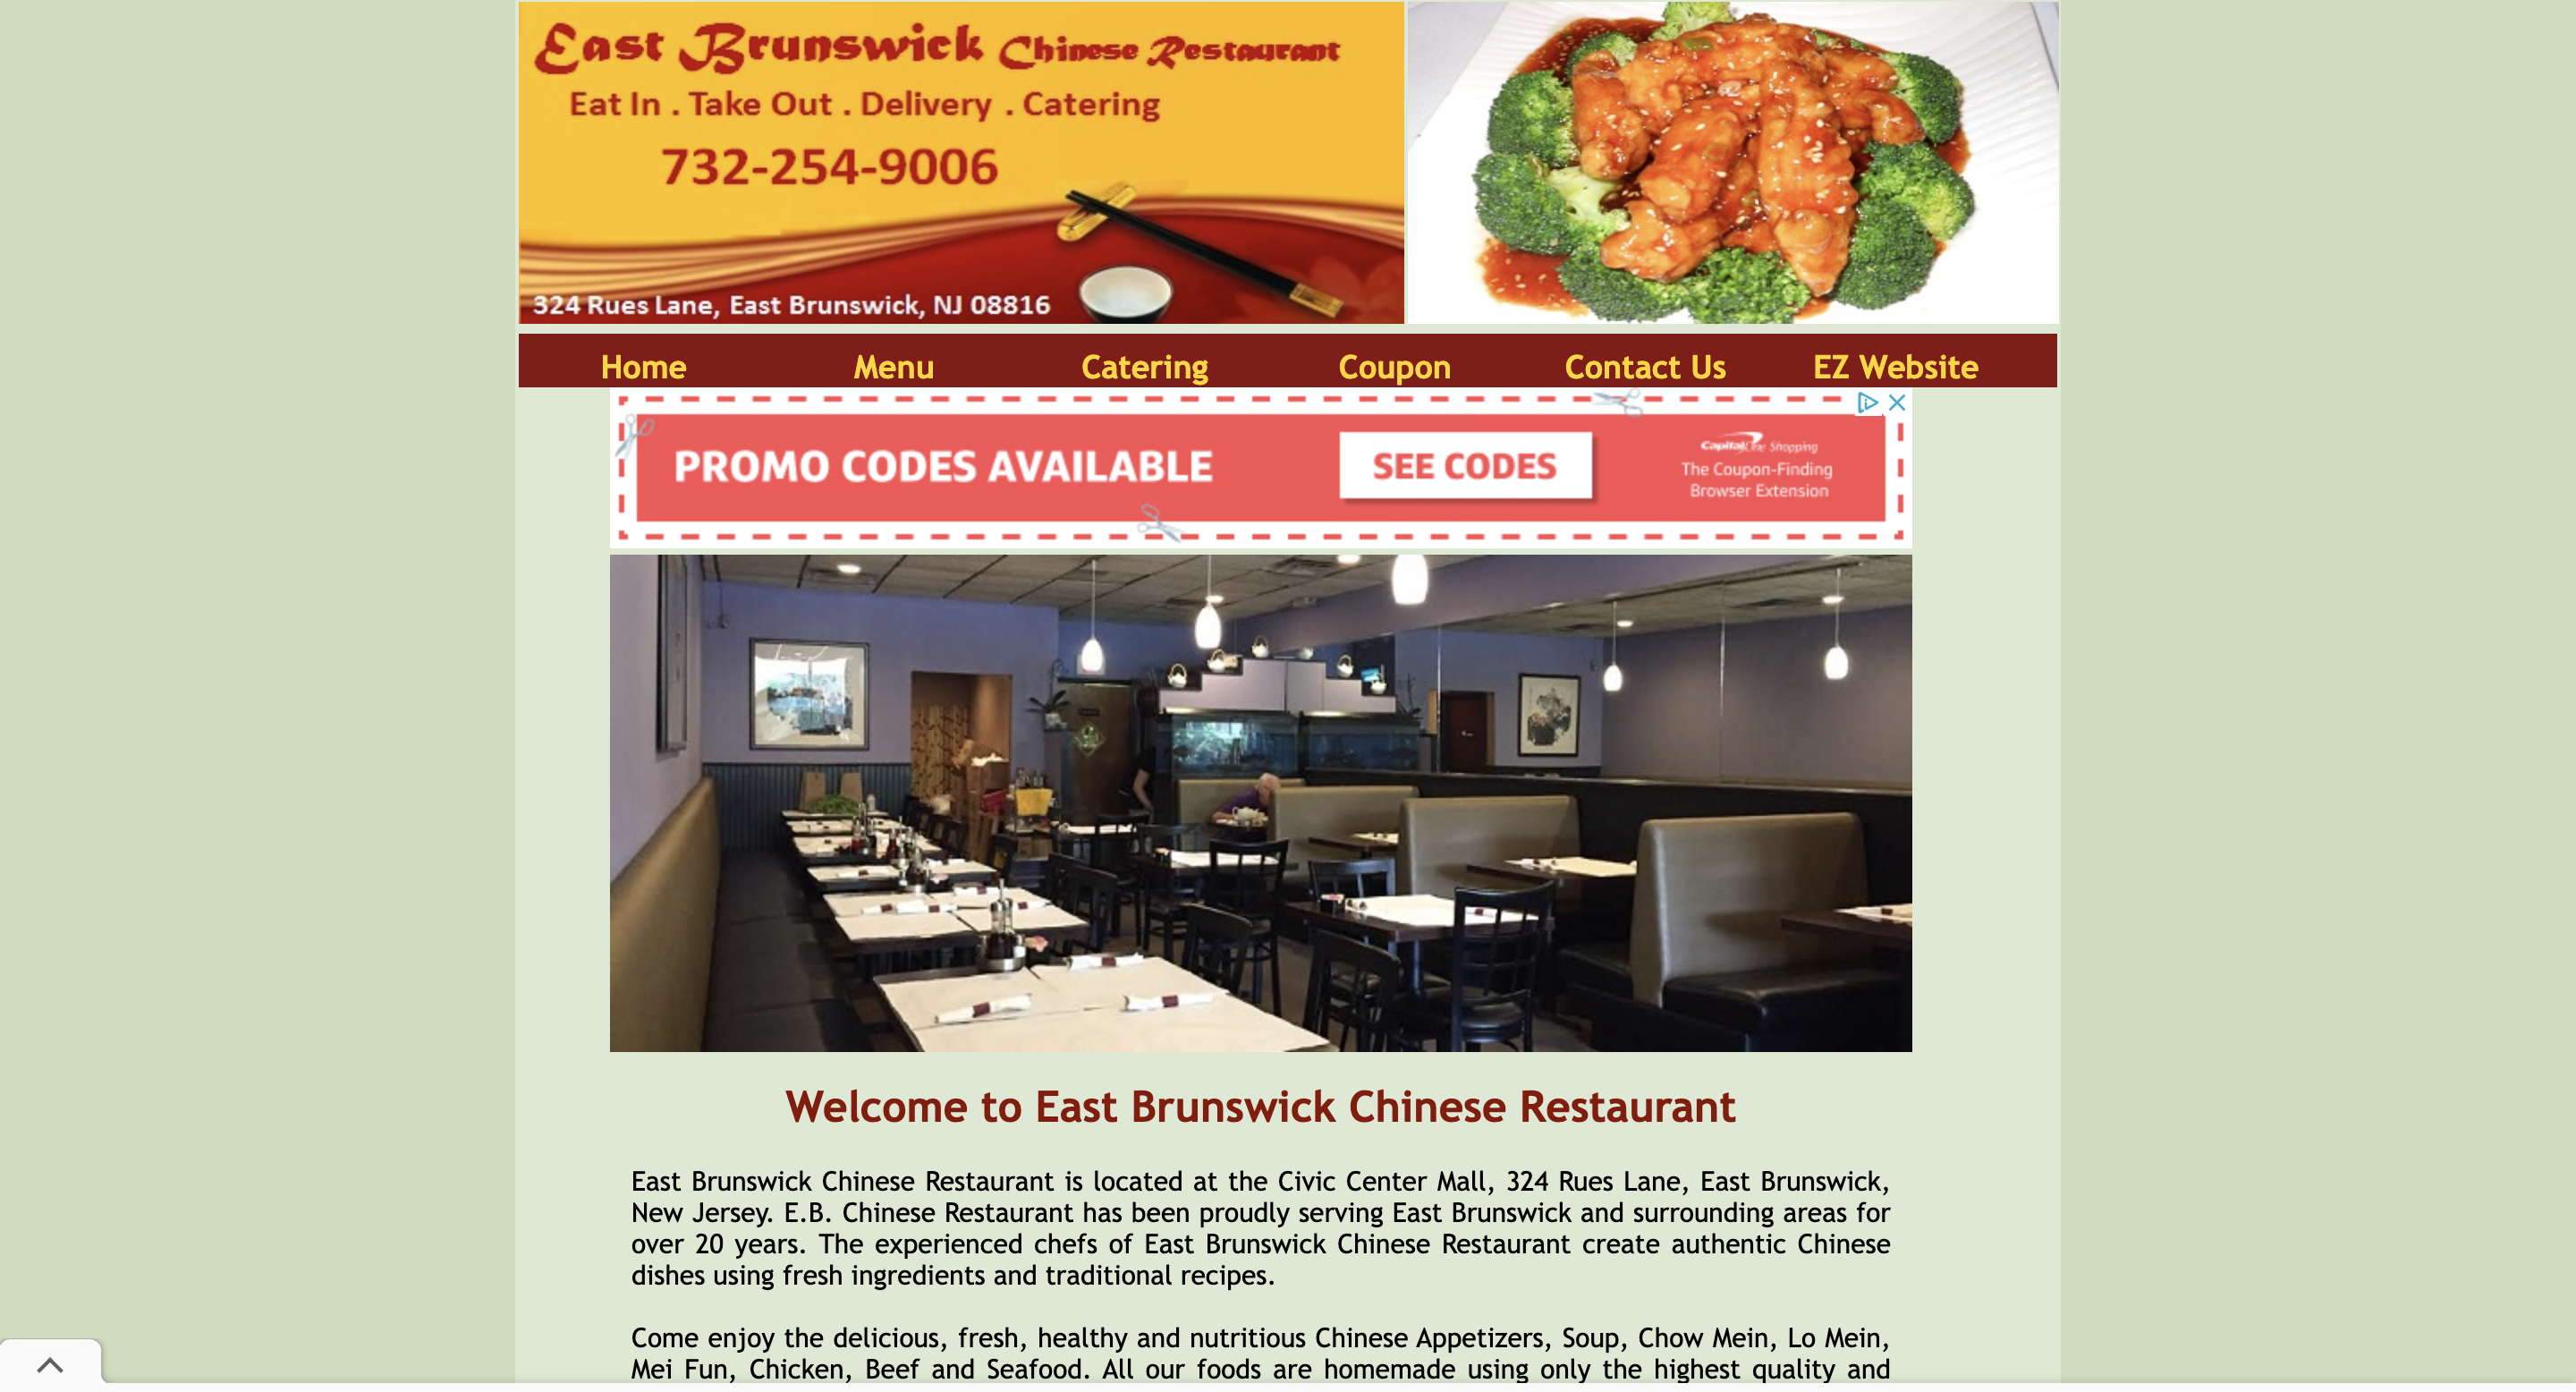 East Brunswick Chinese Restaurant
Eat In . Take Out . Delivery . Catering
732-254-9006
324 Rues Lane, East Brunswick, NJ 08816
Home Menu Catering Coupon Contact Us EZ Website
PROMO CODES AVAILABLE
SEE CODES
CapitalOne Shopping
The Coupon-Finding
Browser Extension
Welcome to East Brunswick Chinese Restaurant
East Brunswick Chinese Restaurant is located at the Civic Center Mall, 324 Rues Lane, East Brunswick,
New Jersey. E.B. Chinese Restaurant has been proudly serving East Brunswick and surrounding areas for
over 20 years. The experienced chefs of East Brunswick Chinese Restaurant create authentic Chinese
dishes using fresh ingredients and traditional recipes.
Come enjoy the delicious, fresh, healthy and nutritious Chinese Appetizers, Soup, Chow Mein, Lo Mein,
Mei Fun, Chicken, Beef and Seafood. All our foods are homemade using only the highest quality and